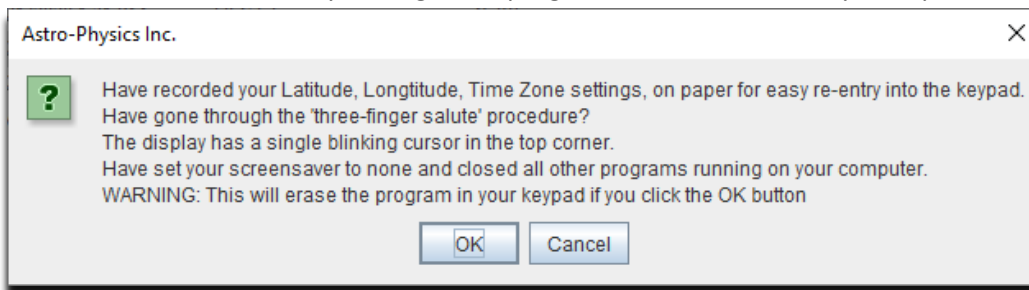 Astro-Physics Inc.
?
Have recorded your Latitude, Longtitude, Time Zone settings, on paper for easy re-entry into the keypad.
Have gone through the 'three-finger salute' procedure?
The display has a single blinking cursor in the top corner.
Have set your screensaver to none and closed all other programs running on your computer.
WARNING: This will erase the program in your keypad if you click the OK button
OK Cancel